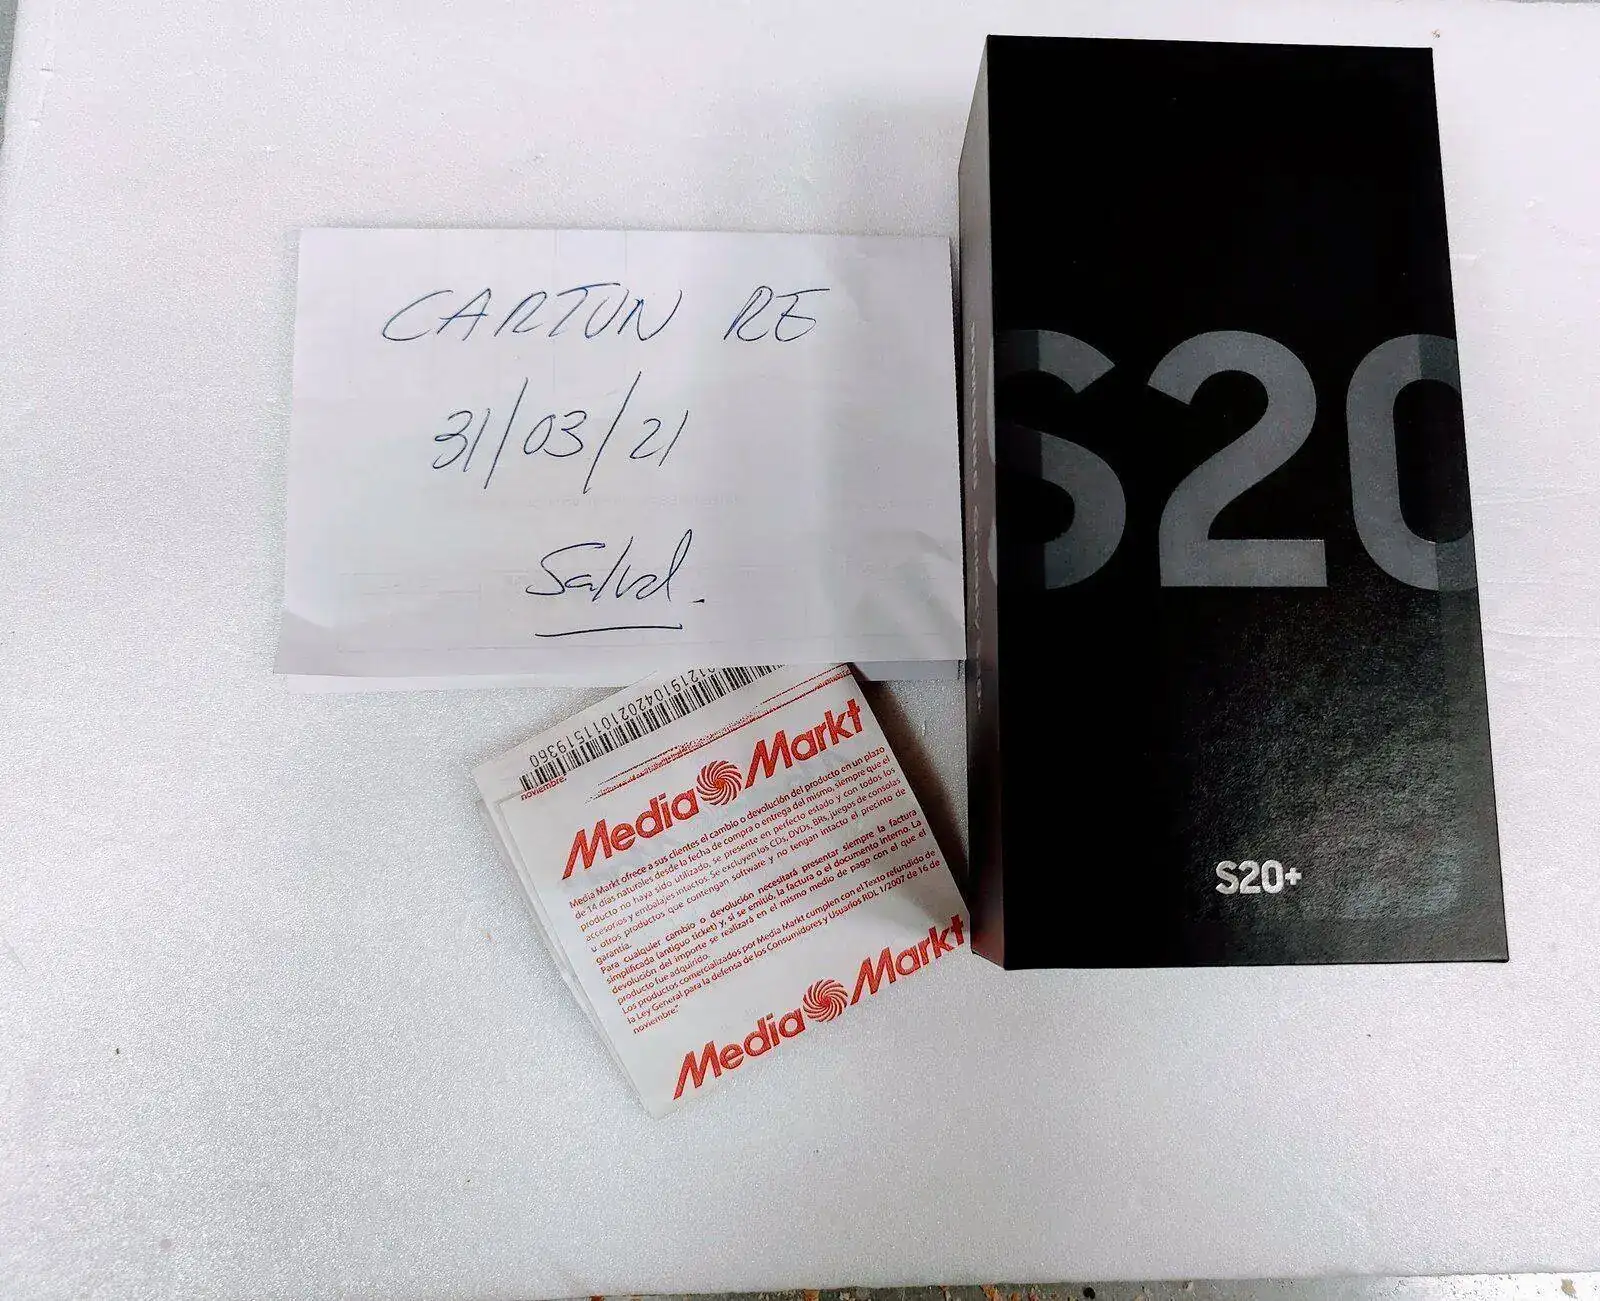 CARTUN RE
31/03/21
Salud.
S20
S20+
SAMSUNG Galaxy S20+
012191042021011519360
noviembre.
Media Markt
Media Markt ofrece a sus clientes el cambio o devolución del producto en un plazo
de 14 días naturales desde la fecha de compra o entrega del mismo, siempre que el
producto no haya sido utilizado, se presente en perfecto estado y con todos los
accesorios y embalajes intactos. Se excluyen los CDs, DVDs, BRs, juegos de consolas
u otros productos que contengan software y no tengan intacto el precinto de
garantía.
Para cualquier cambio o devolución necesitará presentar siempre la factura
simplificada (antiguo ticket) y, si se emitió, la factura o el documento interno. La
devolución del importe se realizará en el mismo medio de pago con el que el
producto fue adquirido.
Los productos comercializados por Media Markt cumplen con el Texto refundido de
la Ley General para la defensa de los Consumidores y Usuarios RDL 1/2007 de 16 de
noviembre"
Media Markt